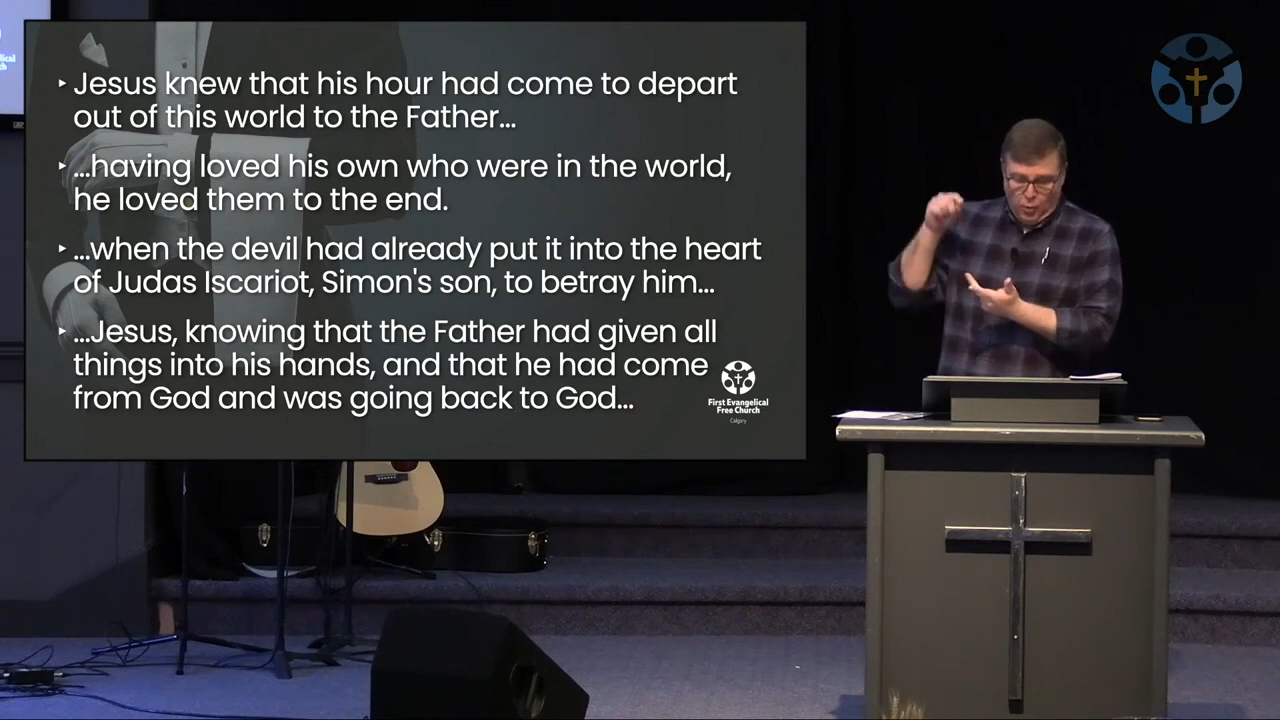 ‣ Jesus knew that his hour had come to depart
out of this world to the Father...
‣ ...having loved his own who were in the world,
he loved them to the end.
‣ ...when the devil had already put it into the heart
of Judas Iscariot, Simon's son, to betray him...
‣ ...Jesus, knowing that the Father had given all
things into his hands, and that he had come
from God and was going back to God...
First Evangelical
Free Church
Calgary